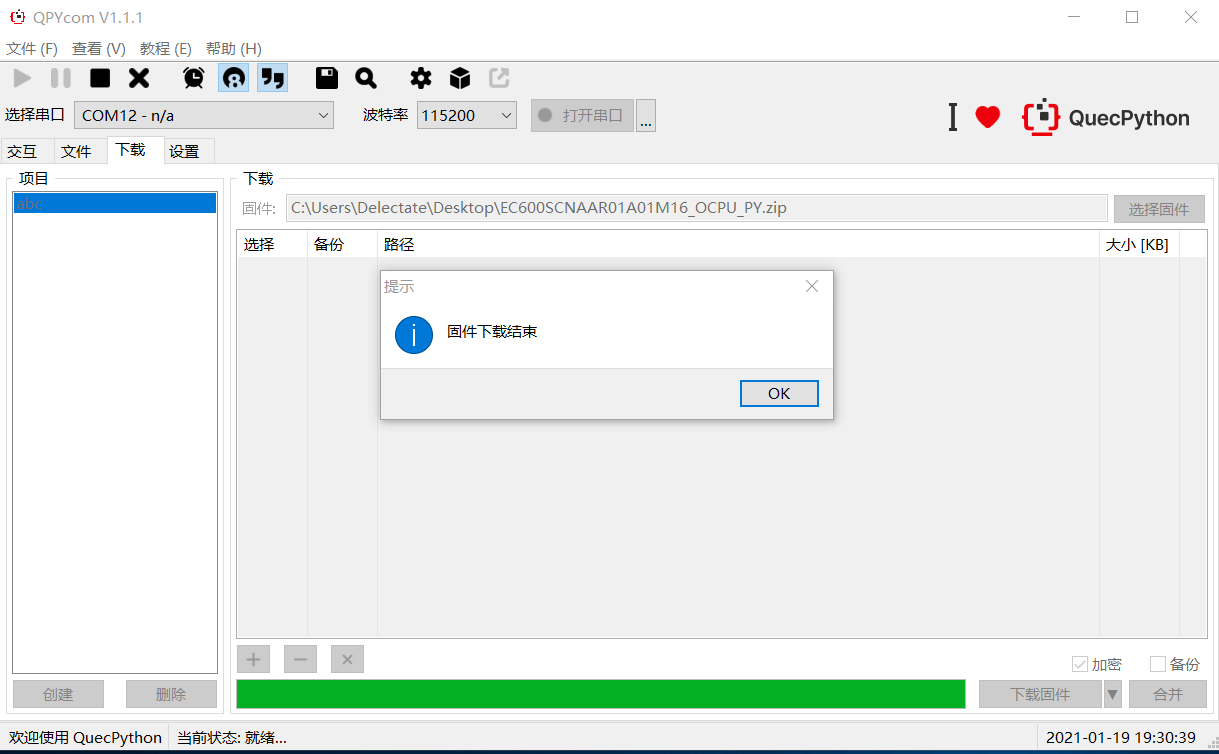 QPYcom V1.1.1
文件 (F) 查看 (V) 教程 (E) 帮助 (H)
选择串口 COM12 - n/a 波特率 115200 打开串口 ... I QuecPython
交互 文件 下载 设置
项目 下载
abc 固件: C:\Users\Delectate\Desktop\EC600SCNAAR01A01M16_OCPU_PY.zip 选择固件
选择 备份 路径 大小 [KB]
提示
固件下载结束
OK
加密 备份
创建 删除 下载固件 合并
欢迎使用 QuecPython 当前状态: 就绪... 2021-01-19 19:30:39